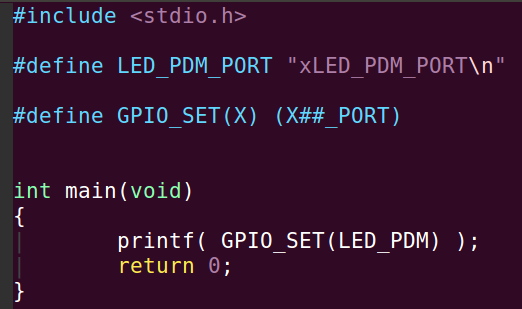 #include <stdio.h>
#define LED_PDM_PORT "xLED_PDM_PORT\n"
#define GPIO_SET(X) (X##_PORT)
int main(void)
{
printf( GPIO_SET(LED_PDM) );
return 0;
}